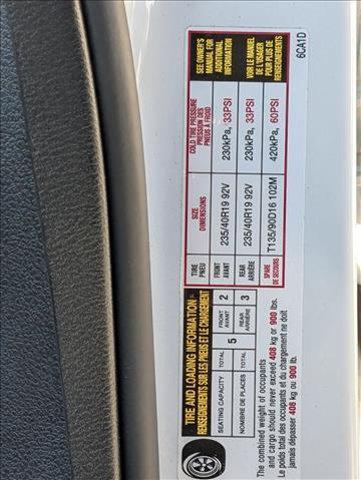 TIRE AND LOADING INFORMATION
RENSEIGNEMENTS SUR LES PNEUS ET LE CHARGEMENT
SEATING CAPACITY TOTAL 5 FRONT AVANT 2 REAR ARRIÈRE 3
NOMBRE DE PLACES TOTAL
The combined weight of occupants
and cargo should never exceed 408 kg or 900 lbs.
Le poids total des occupants et du chargement ne doit
jamais dépasser 408 kg ou 900 lb.
TIRE PNEU
SIZE DIMENSIONS
COLD TIRE PRESSURE
PRESSION DES
PNEUS À FROID
FRONT AVANT 235/40R19 92V 230kPa, 33PSI
REAR ARRIÈRE 235/40R19 92V 230kPa, 33PSI
SPARE DE SECOURS T135/90D16 102M 420kPa, 60PSI
SEE OWNER'S
MANUAL FOR
ADDITIONAL
INFORMATION
VOIR LE MANUEL
DE L'USAGER
POUR PLUS DE
RENSEIGNEMENTS
6CA1D